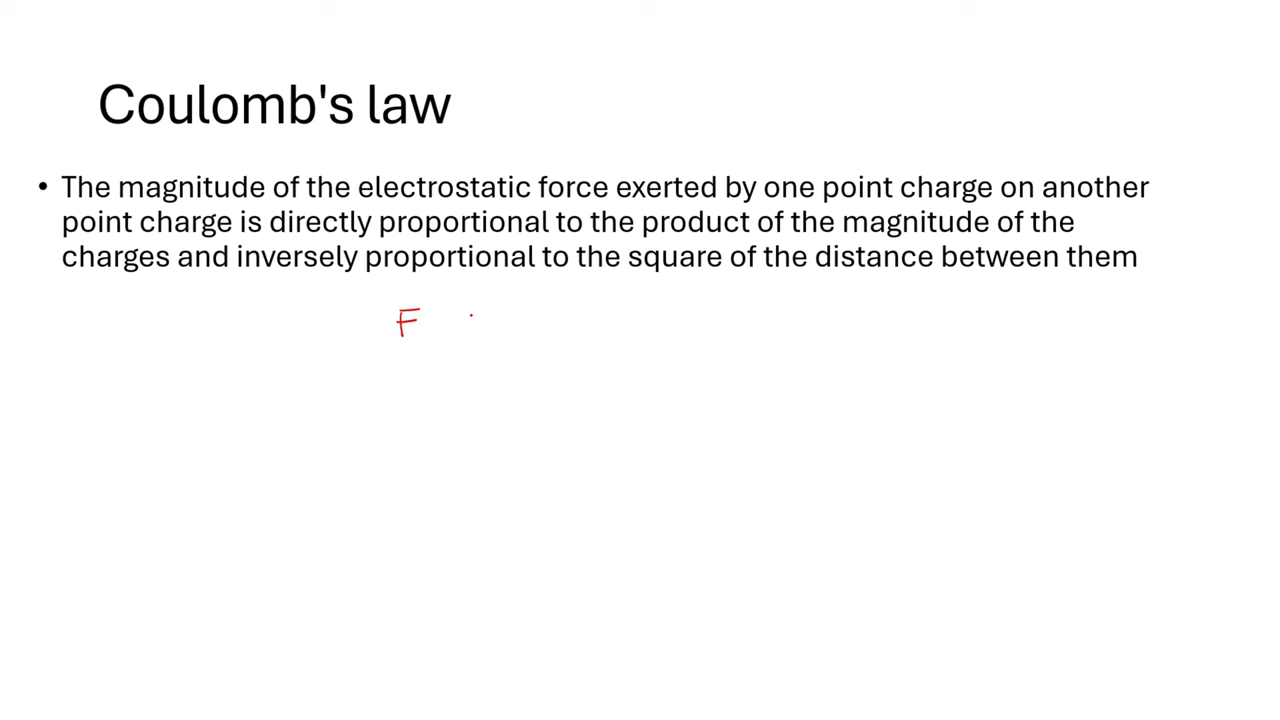 Coulomb's law
• The magnitude of the electrostatic force exerted by one point charge on another
point charge is directly proportional to the product of the magnitude of the
charges and inversely proportional to the square of the distance between them
F